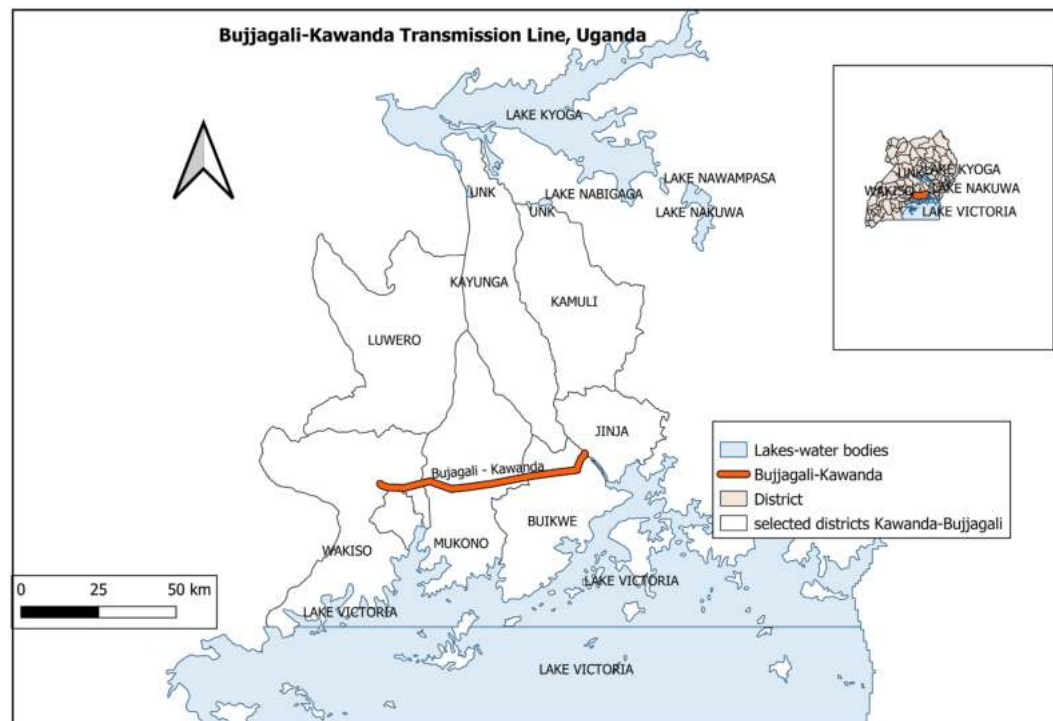 Bujjagali-Kawanda Transmission Line, Uganda
LAKE KYOGA
LAKE NAWAMPASA
UNK
LAKE NABIGAGA
UNK
LAKE NAKUWA
KAYUNGA
KAMULI
LUWERO
JINJA
Bujagali - Kawanda
BUIKWE
WAKISO
MUKONO
LAKE VICTORIA
LAKE VICTORIA
LAKE VICTORIA
0 25 50 km
UNK
LAKE KYOGA
WAKISO
LAKE NAKUWA
LAKE VICTORIA
Lakes-water bodies
Bujjagali-Kawanda
District
selected districts Kawanda-Bujjagali